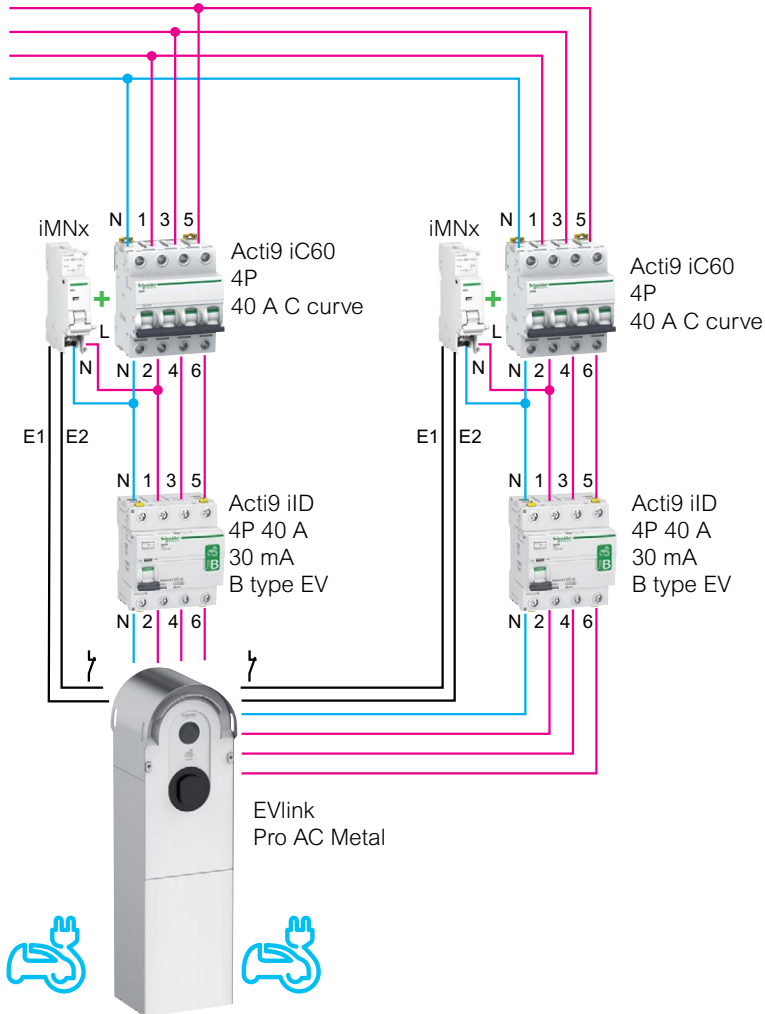 iMNx
N 1 3 5
Acti9 iC60
4P
40 A C curve
L
N
N 2 4 6
E1 E2
N 1 3 5
Acti9 iID
4P 40 A
30 mA
B type EV
B
N 2 4 6
iMNx
N 1 3 5
Acti9 iC60
4P
40 A C curve
L
N
N 2 4 6
E1 E2
N 1 3 5
Acti9 iID
4P 40 A
30 mA
B type EV
B
N 2 4 6
EVlink
Pro AC Metal